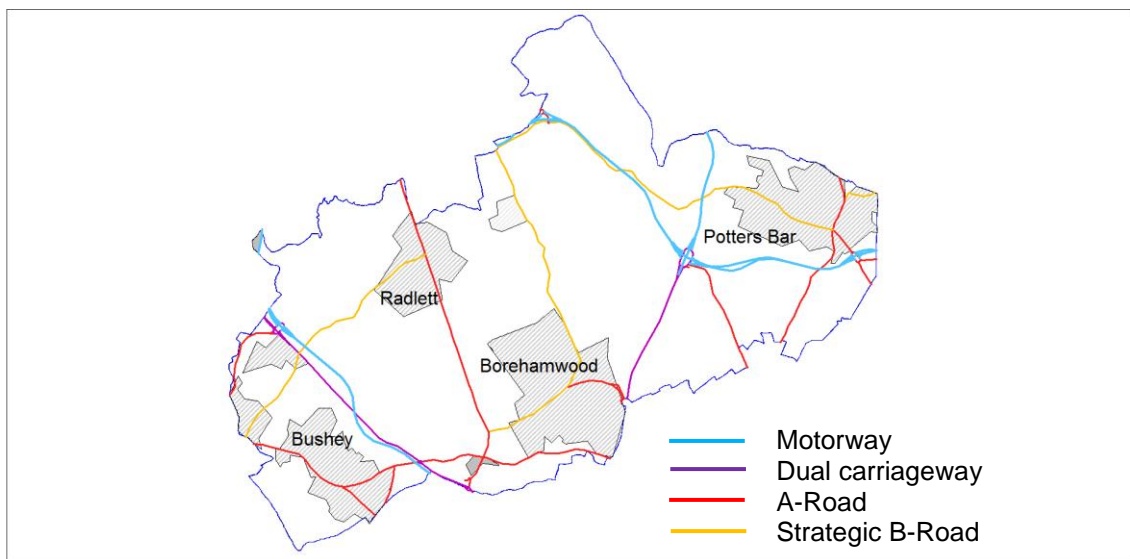 Potters Bar
Radlett
Borehamwood
Bushey
Motorway
Dual carriageway
A-Road
Strategic B-Road